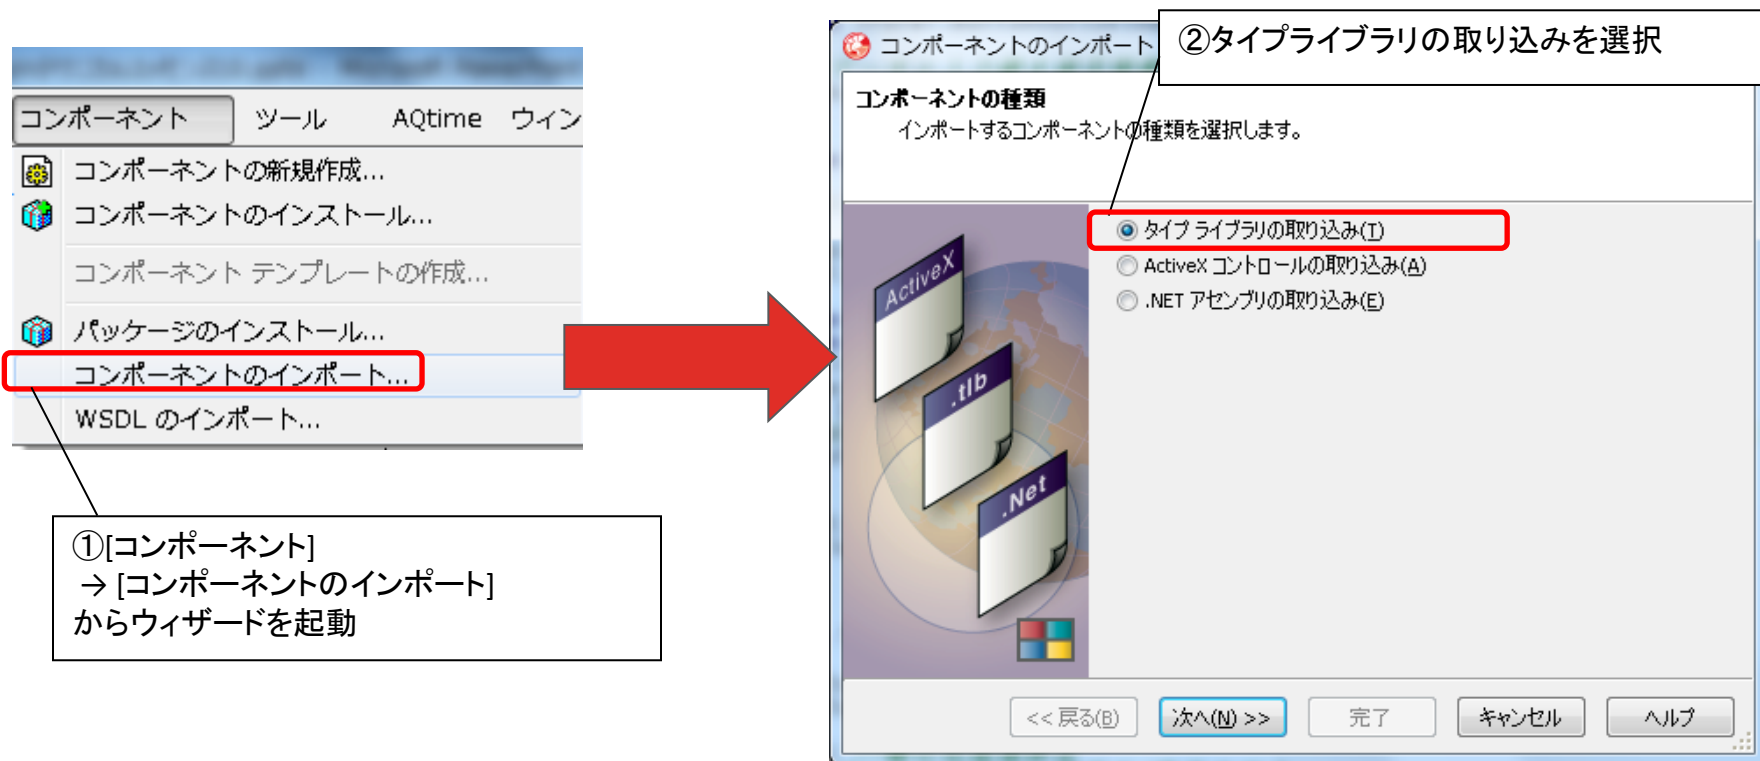 コンポーネント ツール AQtime ウィン
コンポーネントの新規作成...
コンポーネントのインストール...
コンポーネント テンプレートの作成...
パッケージのインストール...
コンポーネントのインポート...
WSDL のインポート...
①[コンポーネント]
→ [コンポーネントのインポート]
からウィザードを起動
コンポーネントのインポート
②タイプライブラリの取り込みを選択
コンポーネントの種類
インポートするコンポーネントの種類を選択します。
ActiveX
.tlb
.Net
タイプ ライブラリの取り込み(T)
ActiveX コントロールの取り込み(A)
.NET アセンブリの取り込み(E)
<< 戻る(B) 次へ(N) >> 完了 キャンセル ヘルプ